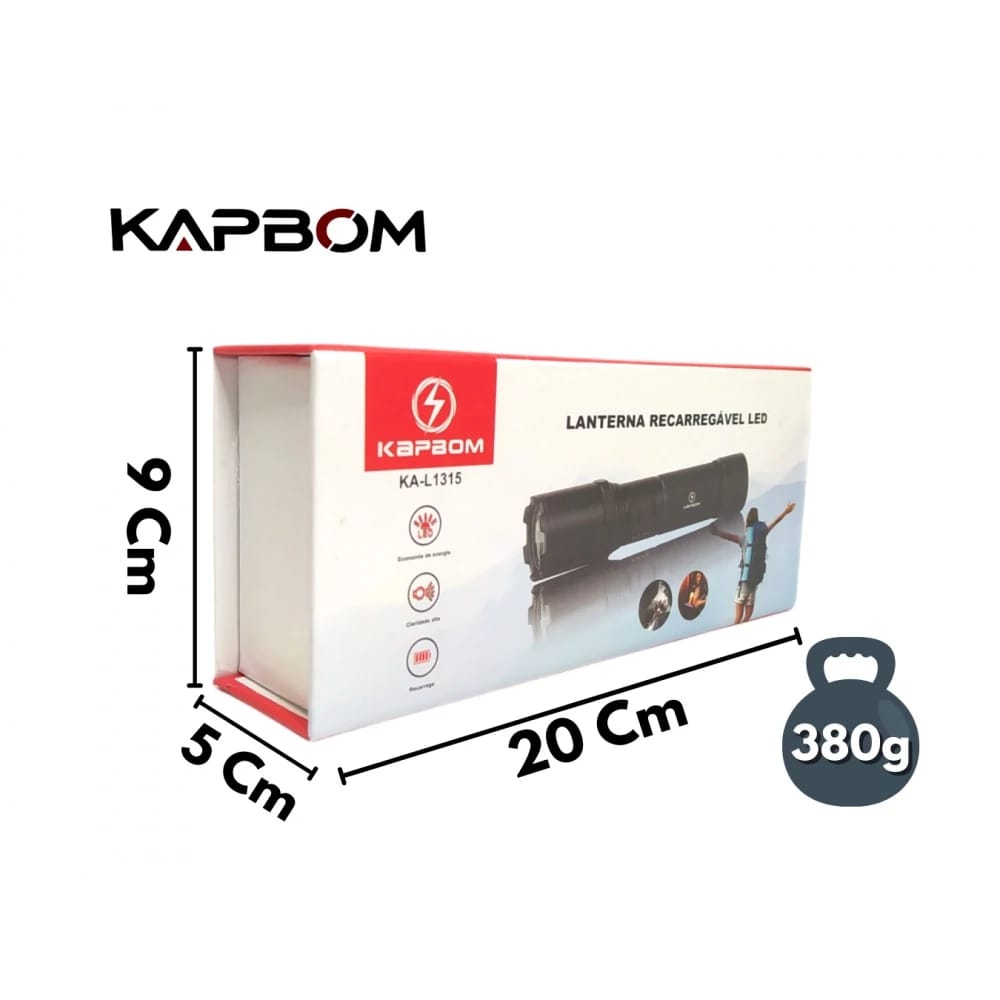 KAPBOM
KAPBOM
KA-L1315
LANTERNA RECARREGÁVEL LED
LED
Economia de energia
Claridade alta
Recarrega
KAPBOM
9 Cm
5 Cm
20 Cm
380g